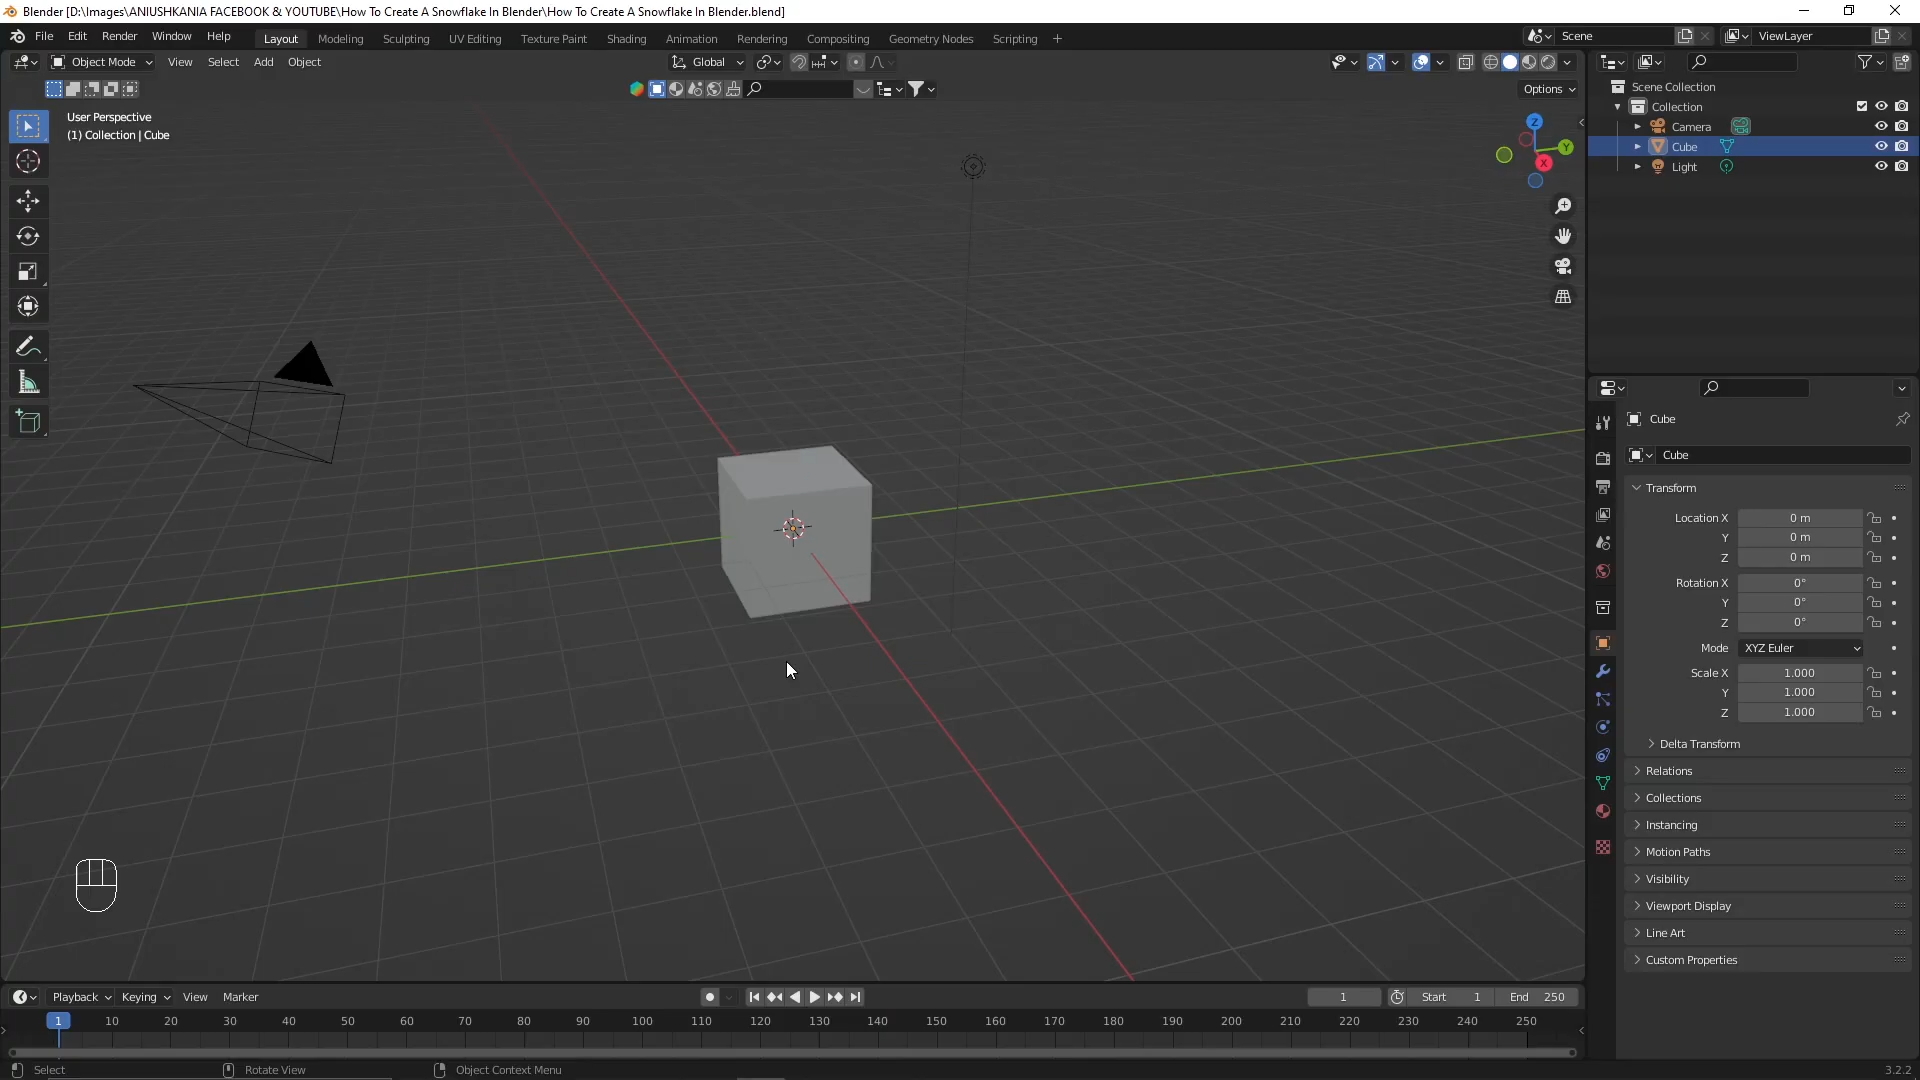 Blender [D:\Images\ANIUSHKANIA FACEBOOK & YOUTUBE\How To Create A Snowflake In Blender\How To Create A Snowflake In Blender.blend]
File Edit Render Window Help Layout Modeling Sculpting UV Editing Texture Paint Shading Animation Rendering Compositing Geometry Nodes Scripting + Scene ViewLayer
Object Mode View Select Add Object Global
Options
User Perspective
(1) Collection | Cube
Z
Y
X
Scene Collection
Collection
Camera
Cube
Light
Cube
Cube
Transform
Location X 0 m
Y 0 m
Z 0 m
Rotation X 0°
Y 0°
Z 0°
Mode XYZ Euler
Scale X 1.000
Y 1.000
Z 1.000
Delta Transform
Relations
Collections
Instancing
Motion Paths
Visibility
Viewport Display
Line Art
Custom Properties
Playback Keying View Marker 1 Start 1 End 250
1 10 20 30 40 50 60 70 80 90 100 110 120 130 140 150 160 170 180 190 200 210 220 230 240 250
Select Rotate View Object Context Menu 3.2.2